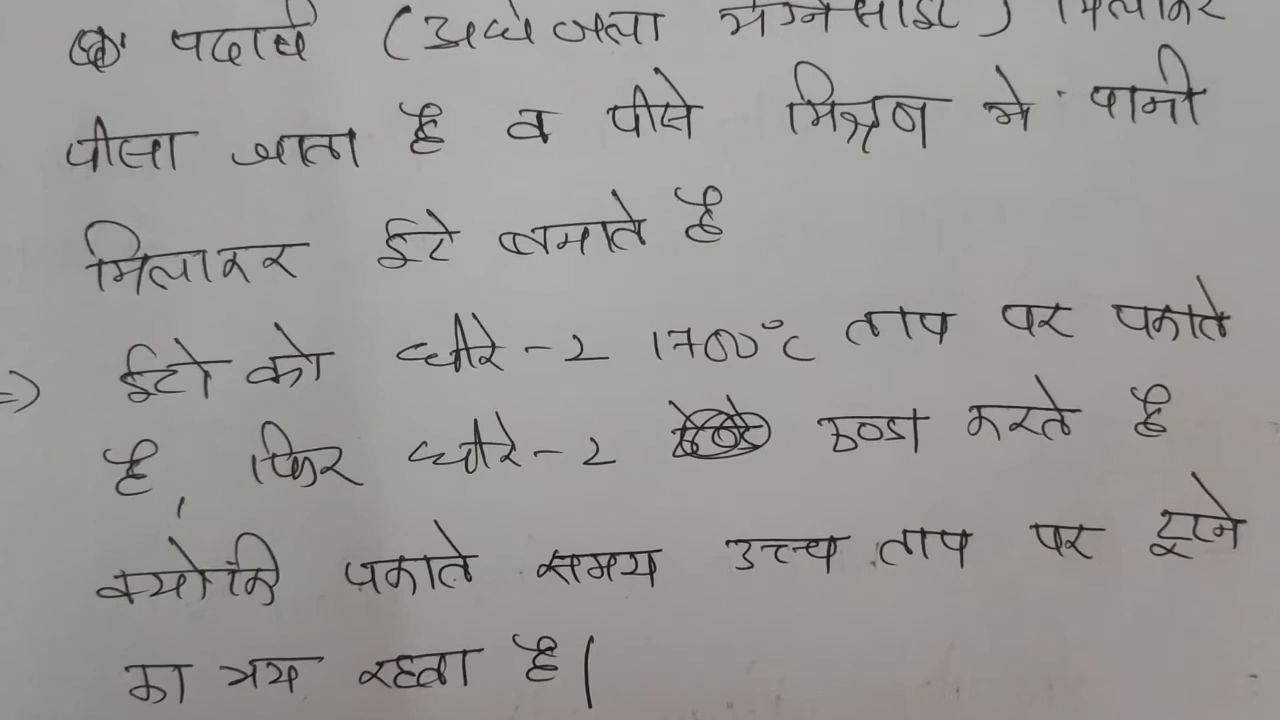 पदार्थ (अधजला मैग्नेसाइट) मिलाकर
पीसा जाता है व पीसे मिश्रण मे पानी
मिलाकर ईटे बनाते है
⇒ ईटो को धीरे-2 1700°C ताप पर पकाते
है, फिर धीरे-2 ठण्डा करते है
क्योकि पकाते समय उच्च ताप पर टूटने
का भय रहता है।